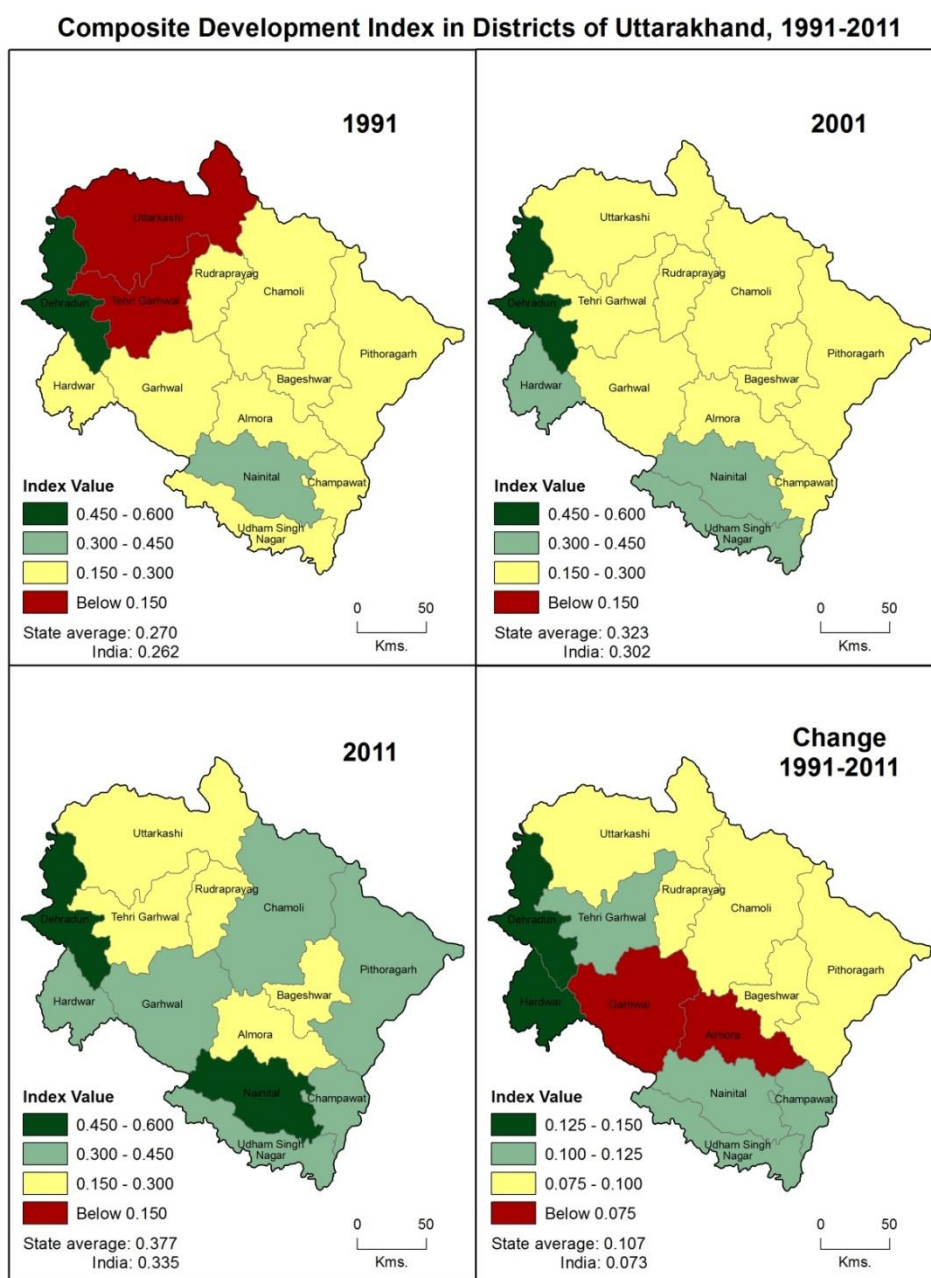 Composite Development Index in Districts of Uttarakhand, 1991-2011
1991
Uttarkashi
Rudraprayag
Chamoli
Dehradun
Tehri Garhwal
Pithoragarh
Hardwar
Garhwal
Bageshwar
Almora
Nainital
Champawat
Udham Singh
Nagar
Index Value
0.450 - 0.600
0.300 - 0.450
0.150 - 0.300
Below 0.150
State average: 0.270
India: 0.262
0 50
Kms.
2001
Uttarkashi
Rudraprayag
Chamoli
Dehradun
Tehri Garhwal
Pithoragarh
Hardwar
Garhwal
Bageshwar
Almora
Nainital
Champawat
Udham Singh
Nagar
Index Value
0.450 - 0.600
0.300 - 0.450
0.150 - 0.300
Below 0.150
State average: 0.323
India: 0.302
0 50
Kms.
2011
Uttarkashi
Rudraprayag
Chamoli
Dehradun
Tehri Garhwal
Pithoragarh
Hardwar
Garhwal
Bageshwar
Almora
Nainital
Champawat
Udham Singh
Nagar
Index Value
0.450 - 0.600
0.300 - 0.450
0.150 - 0.300
Below 0.150
State average: 0.377
India: 0.335
0 50
Kms.
Change
1991-2011
Uttarkashi
Rudraprayag
Chamoli
Dehradun
Tehri Garhwal
Pithoragarh
Hardwar
Garhwal
Bageshwar
Almora
Nainital
Champawat
Udham Singh
Nagar
Index Value
0.125 - 0.150
0.100 - 0.125
0.075 - 0.100
Below 0.075
State average: 0.107
India: 0.073
0 50
Kms.